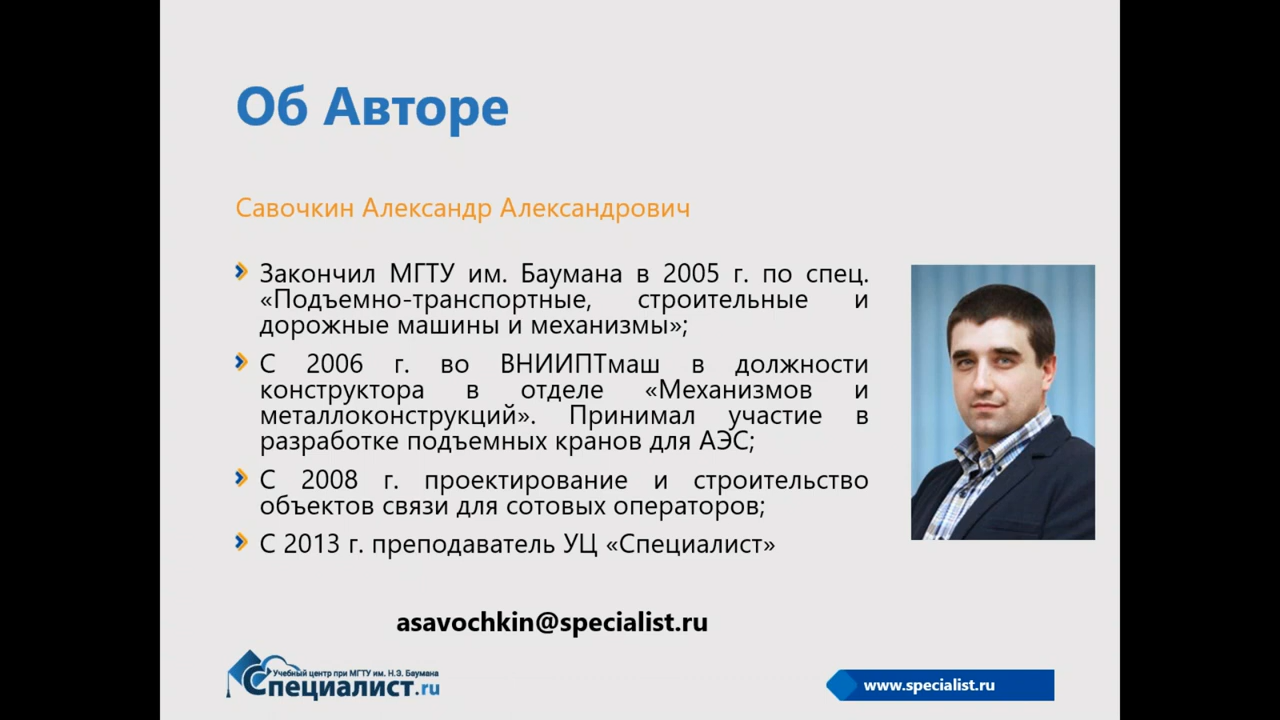 Об Авторе
Савочкин Александр Александрович
Закончил МГТУ им. Баумана в 2005 г. по спец.
«Подъемно-транспортные, строительные и
дорожные машины и механизмы»;
С 2006 г. во ВНИИПТмаш в должности
конструктора в отделе «Механизмов и
металлоконструкций». Принимал участие в
разработке подъемных кранов для АЭС;
С 2008 г. проектирование и строительство
объектов связи для сотовых операторов;
С 2013 г. преподаватель УЦ «Специалист»
asavochkin@specialist.ru
Учебный центр при МГТУ им. Н.Э. Баумана
Специалист.ru
www.specialist.ru